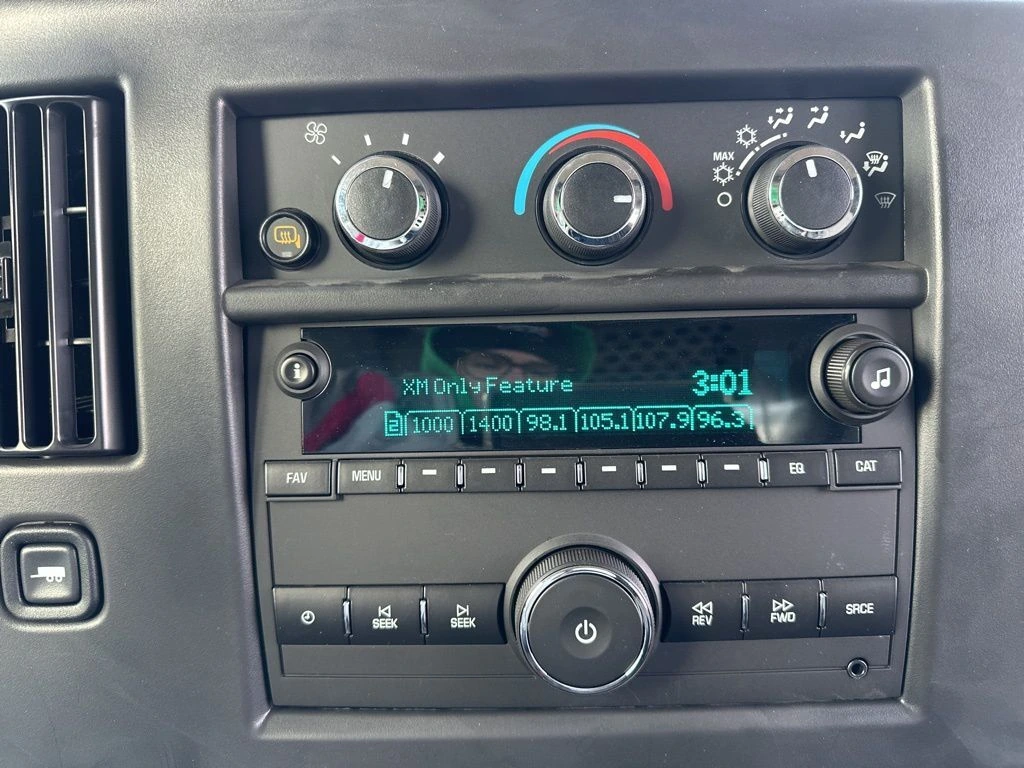 MAX
i
XM Only Feature 3:01
2 1000 1400 98.1 105.1 107.9 96.3
FAV MENU EQ CAT
SEEK SEEK REV FWD SRCE